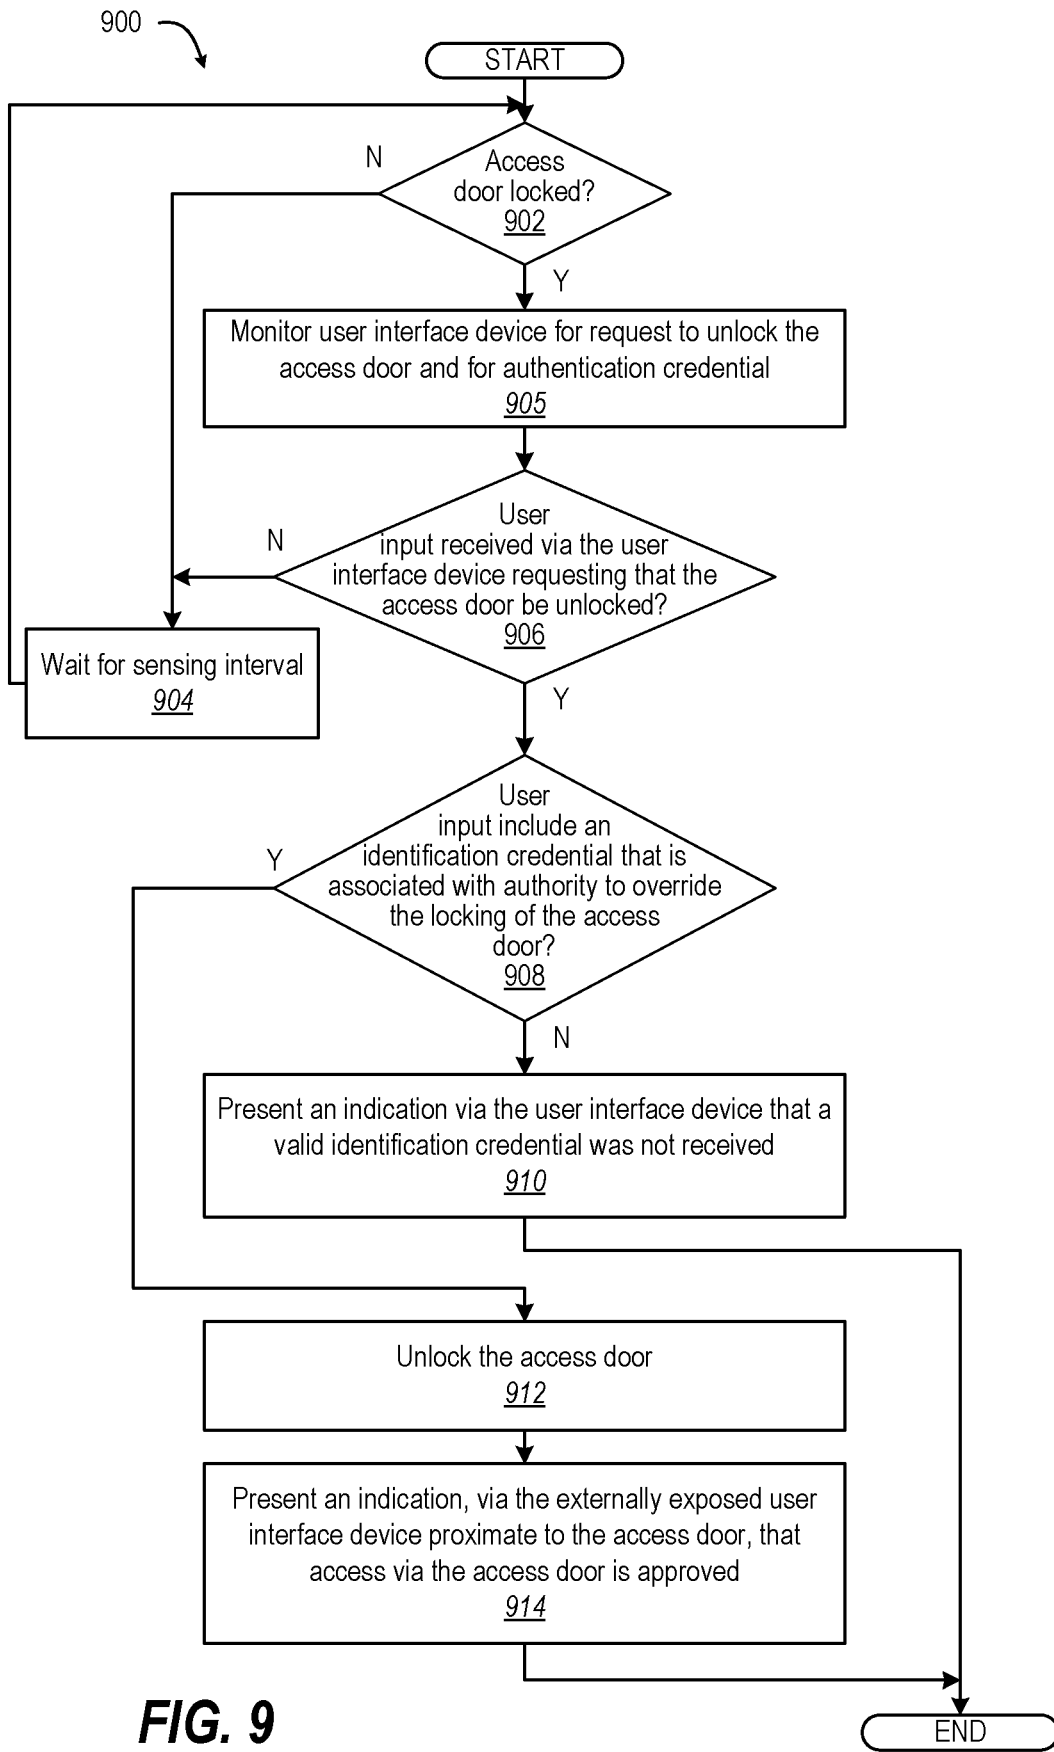 900
START
N
Access
door locked?
902
Y
Monitor user interface device for request to unlock the
access door and for authentication credential
905
User
input received via the user
interface device requesting that the
access door be unlocked?
906
N
Wait for sensing interval
904
Y
User
input include an
identification credential that is
associated with authority to override
the locking of the access
door?
908
Y
N
Present an indication via the user interface device that a
valid identification credential was not received
910
Unlock the access door
912
Present an indication, via the externally exposed user
interface device proximate to the access door, that
access via the access door is approved
914
FIG. 9
END